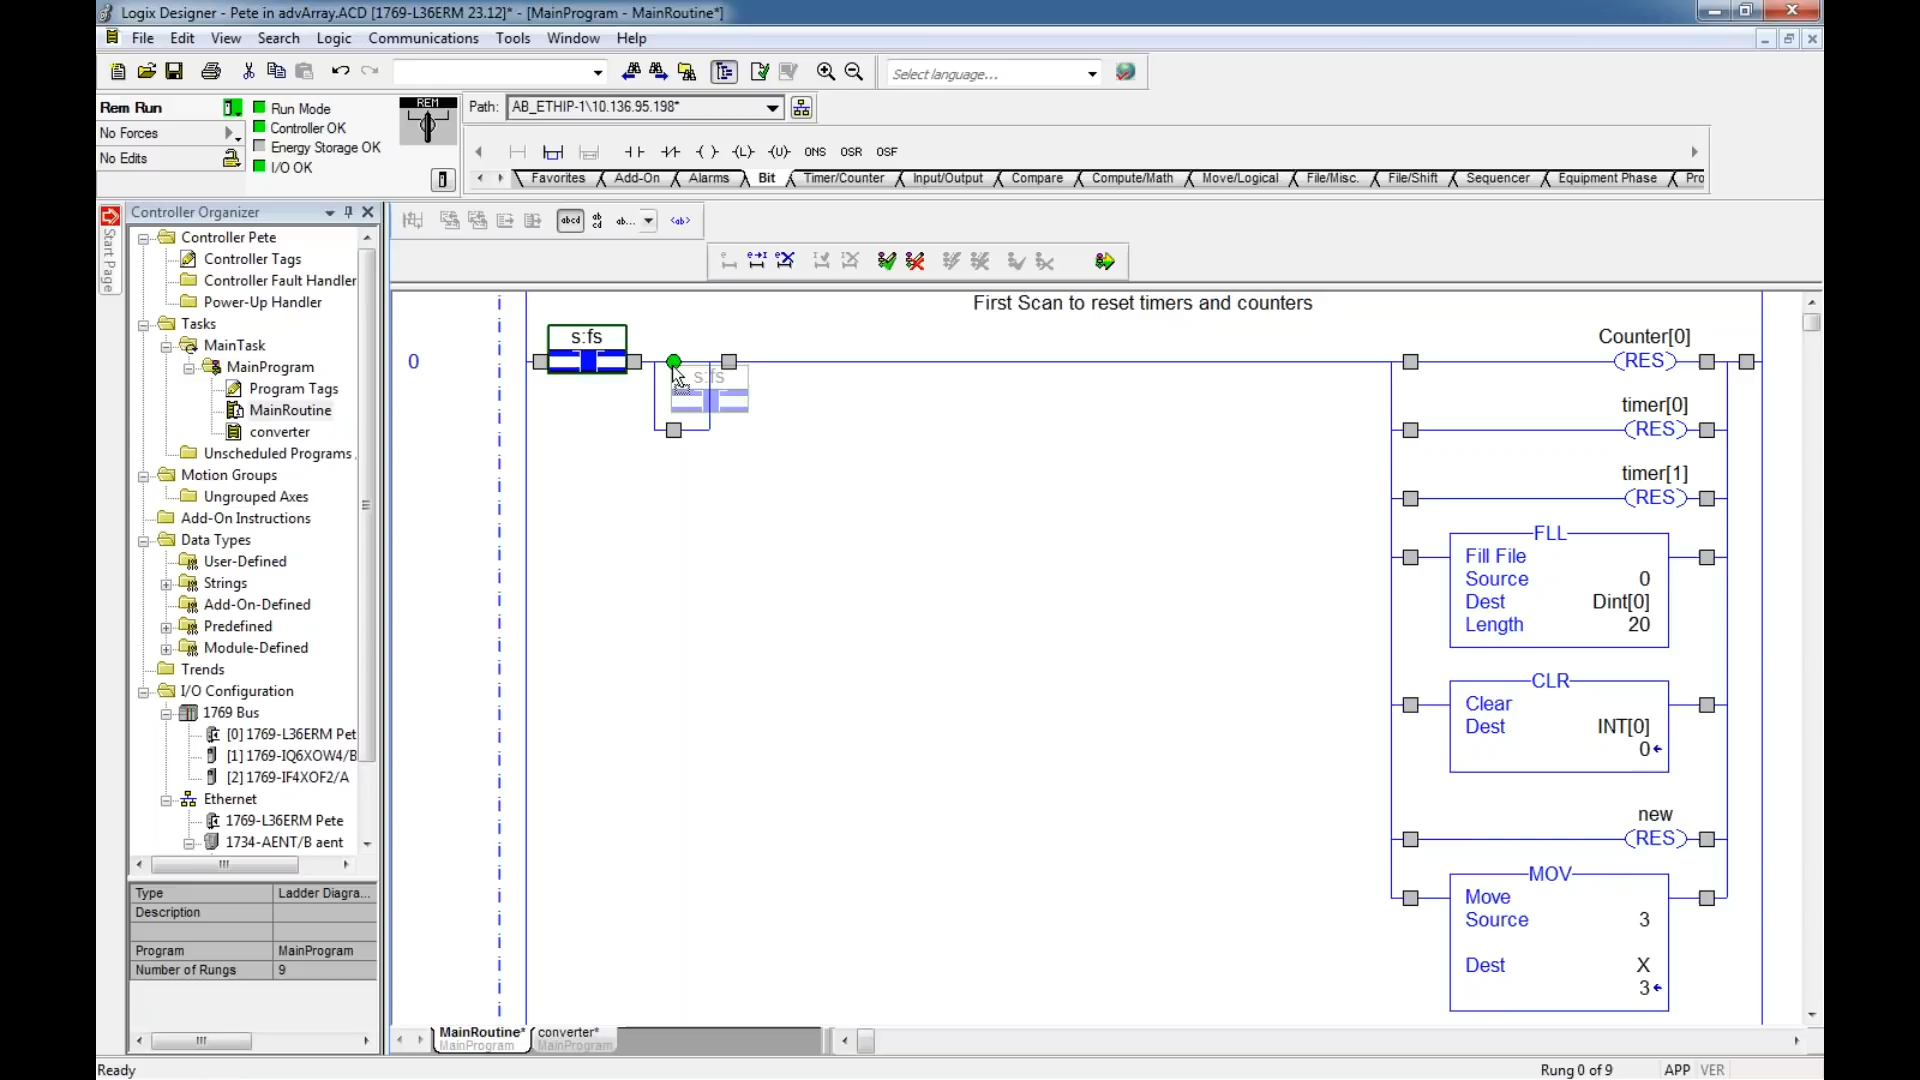 Logix Designer - Pete in advArray.ACD [1769-L36ERM 23.12]* - [MainProgram - MainRoutine*]
File Edit View Search Logic Communications Tools Window Help
Select language...
Rem Run
No Forces
No Edits
Run Mode
Controller OK
Energy Storage OK
I/O OK
REM
Path: AB_ETHIP-1\10.136.95.198*
ONS OSR OSF
Favorites Add-On Alarms Bit Timer/Counter Input/Output Compare Compute/Math Move/Logical File/Misc. File/Shift Sequencer Equipment Phase Pro
Start Page
Controller Organizer
Controller Pete
Controller Tags
Controller Fault Handler
Power-Up Handler
Tasks
MainTask
MainProgram
Program Tags
MainRoutine
converter
Unscheduled Programs
Motion Groups
Ungrouped Axes
Add-On Instructions
Data Types
User-Defined
Strings
Add-On-Defined
Predefined
Module-Defined
Trends
I/O Configuration
1769 Bus
[0] 1769-L36ERM Pet
[1] 1769-IQ6XOW4/B
[2] 1769-IF4XOF2/A
Ethernet
1769-L36ERM Pete
1734-AENT/B aent
Type Ladder Diagra...
Description
Program MainProgram
Number of Rungs 9
abcd ab cd ab... <ab>
First Scan to reset timers and counters
0
s:fs
s:fs
Counter[0]
RES
timer[0]
RES
timer[1]
RES
FLL
Fill File
Source 0
Dest Dint[0]
Length 20
CLR
Clear
Dest INT[0]
0
new
RES
MOV
Move
Source 3
Dest X
3
MainRoutine* converter*
MainProgram MainProgram
Ready
Rung 0 of 9 APP VER